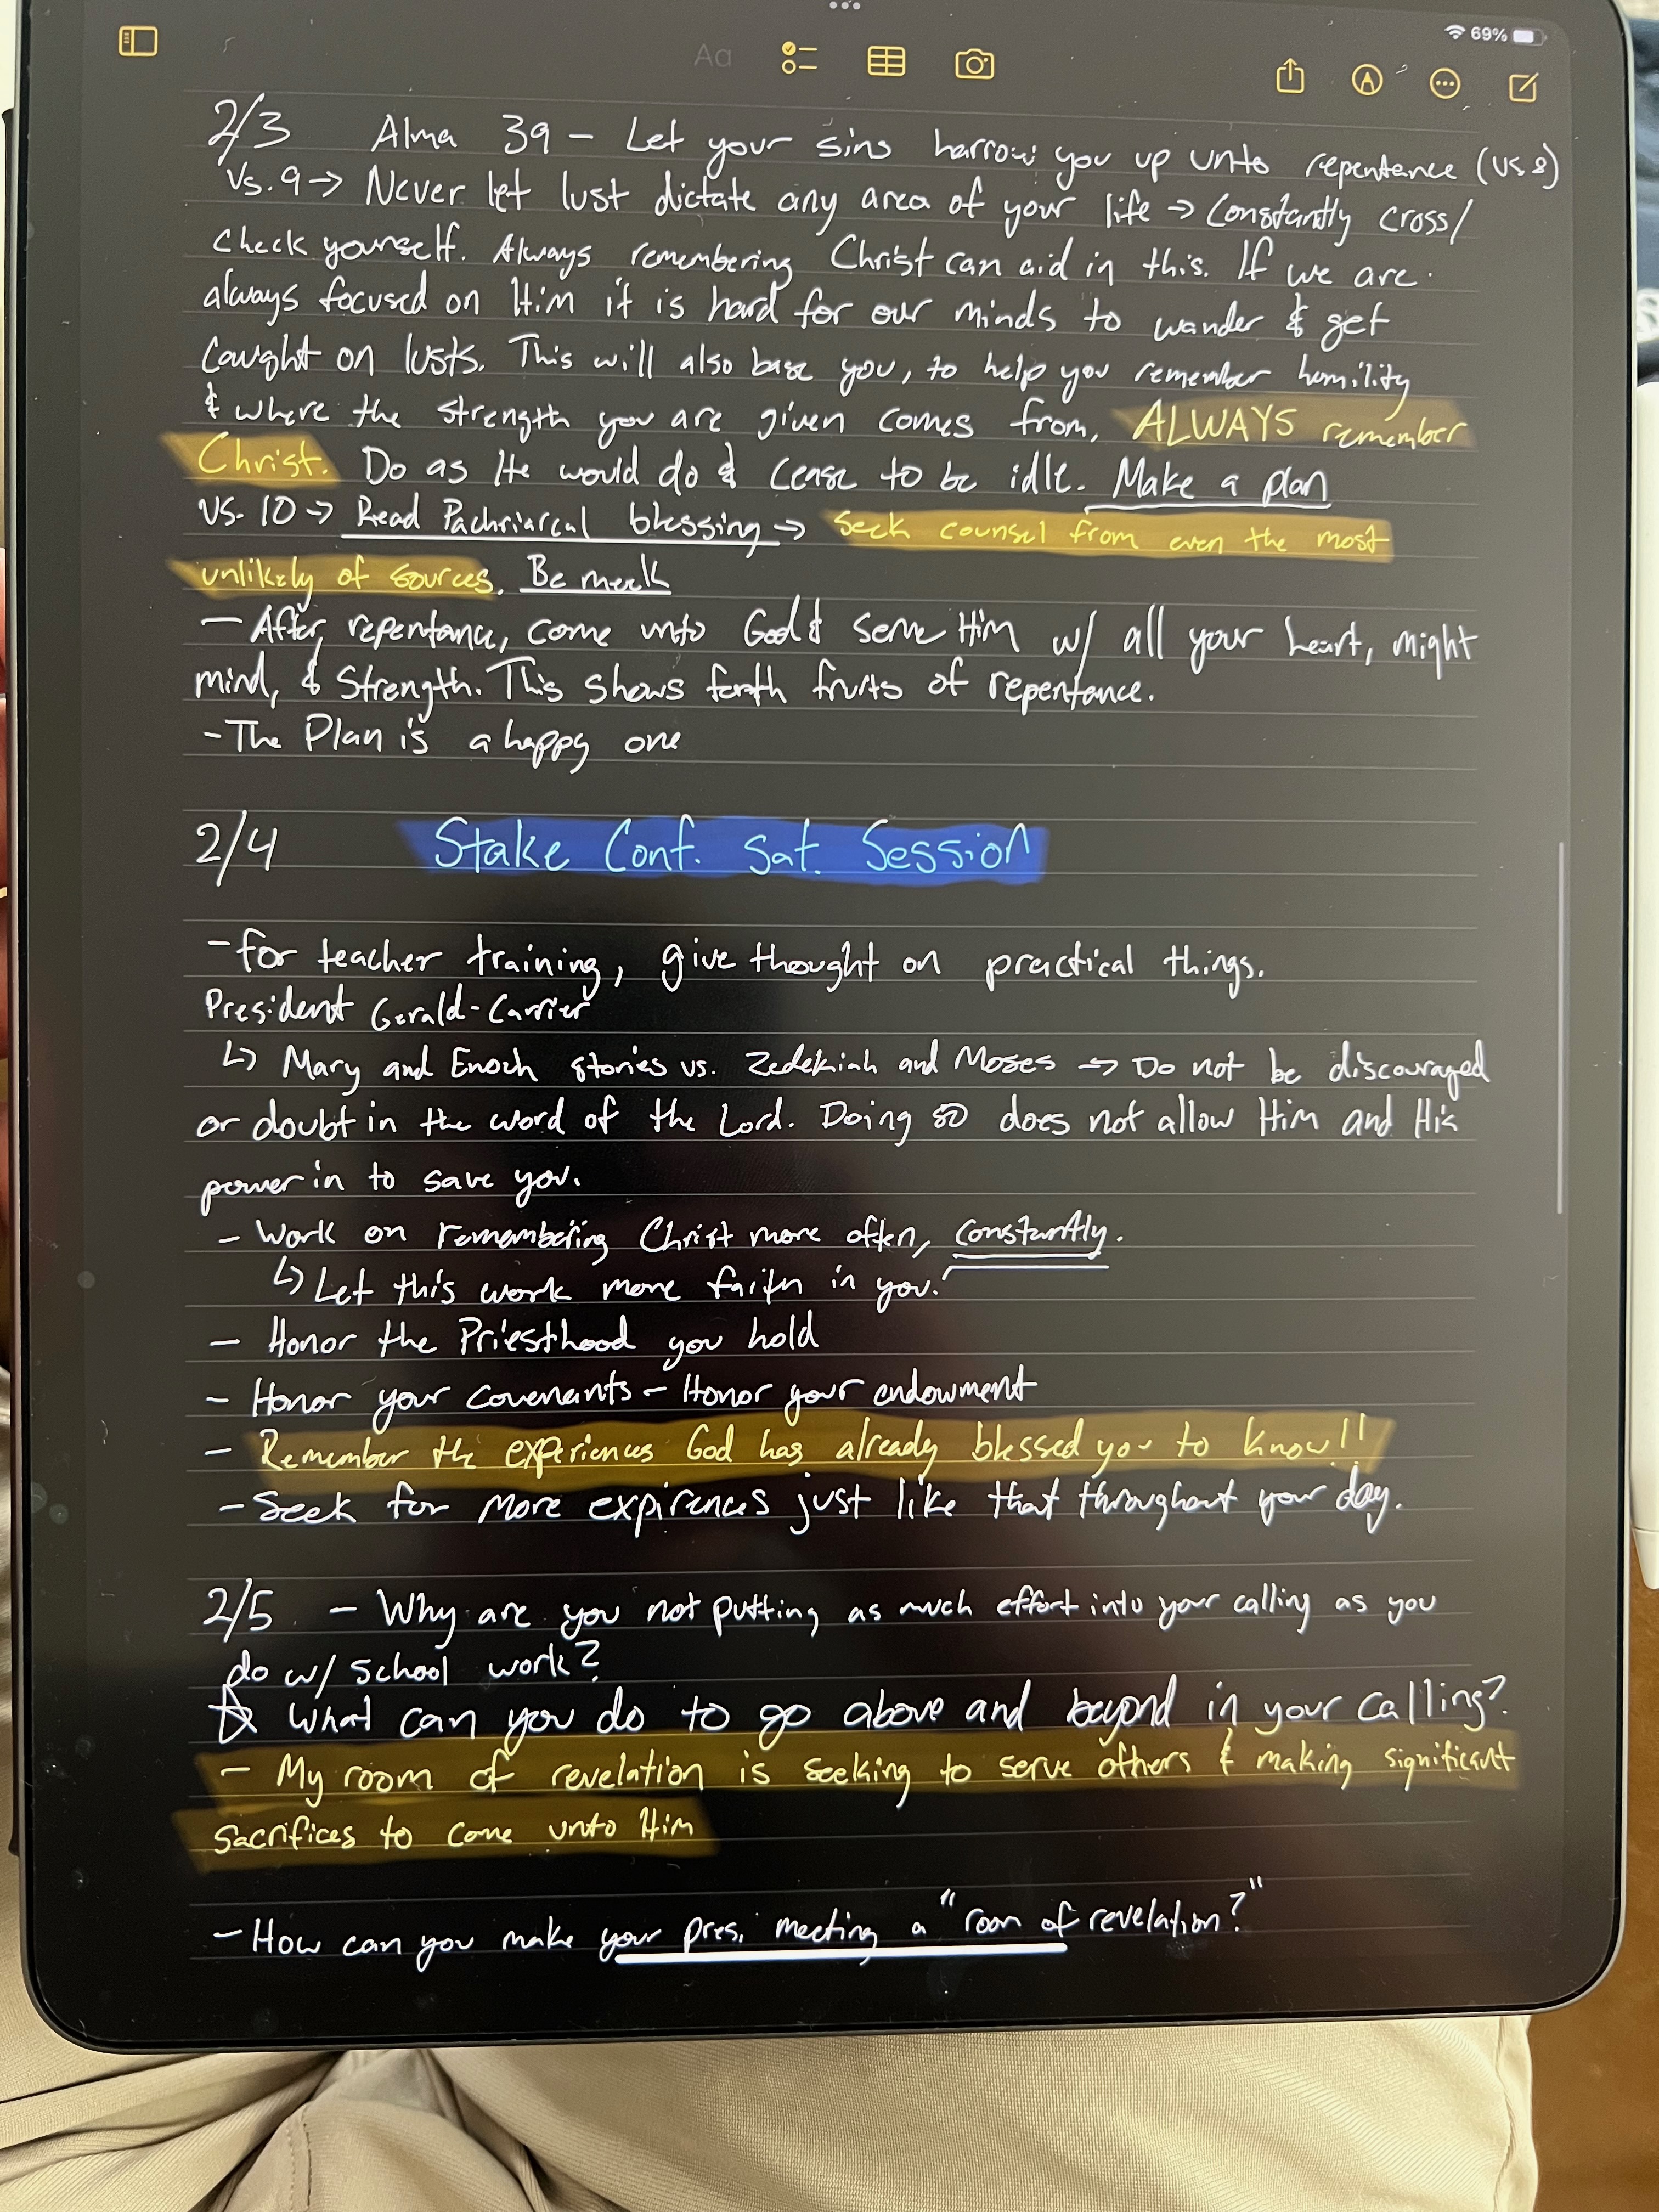 69%
Aa
2/3 Alma 39 – Let your sins harrow you up unto repentance (vs 8)
Vs. 9 → Never let lust dictate any area of your life → Constantly cross/
check yourself. Always remembering Christ can aid in this. If we are
always focused on Him it is hard for our minds to wander & get
caught on lusts. This will also base you, to help you remember humility
& where the strength you are given comes from. ALWAYS remember
Christ. Do as He would do & cease to be idle. Make a plan
Vs. 10 → Read Pachriarcal blessing → Seek counsel from even the most
unlikely of sources. Be meek
– After repentance, come unto God & serve Him w/ all your heart, might
mind, & Strength. This shows forth fruits of repentance.
- The Plan is a happy one
2/4 Stake Conf. Sat. Session
- for teacher training, give thought on practical things.
President Gerald-Carrier
↳ Mary and Enoch stories vs. Zedekiah and Moses → Do not be discouraged
or doubt in the word of the Lord. Doing so does not allow Him and His
power in to save you.
- Work on remembering Christ more often, constantly.
↳ Let this work more faith in you!
- Honor the Priesthood you hold
- Honor your covenants – Honor your endowment
- Remember the experiences God has already blessed you to know!!
- Seek for more expirences just like that throughout your day.
2/5 – Why are you not putting as much effort into your calling as you
do w/ School work?
☆ What can you do to go above and beyond in your calling?
- My room of revelation is seeking to serve others & making significant
sacrifices to come unto Him
- How can you make your pres. meeting a "room of revelation?"